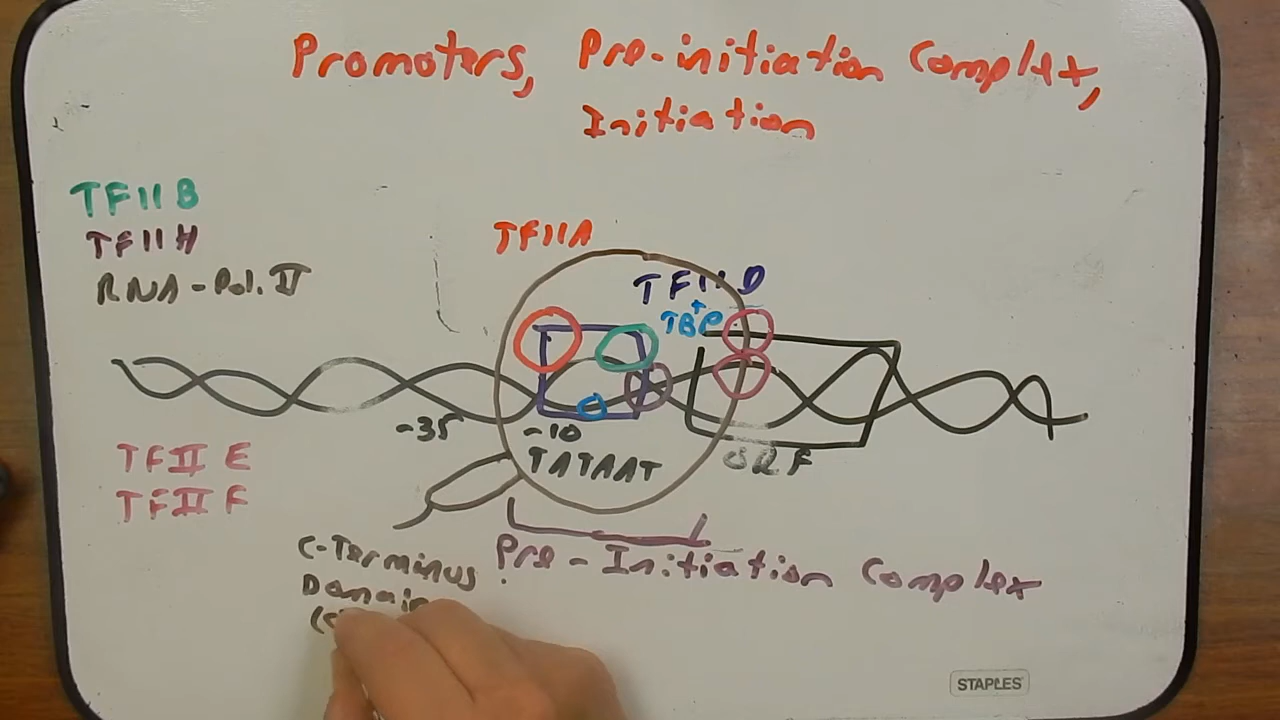 Promoters, Pre-initiation Complex,
Initiation
TFIIB
TFIIH
RNA-Pol. II
TFIIA
TFIID
+
TBP
-35
-10
TATAAT
ORF
TFII E
TFII F
C-Terminus
Domain
Pre-Initiation Complex
STAPLES